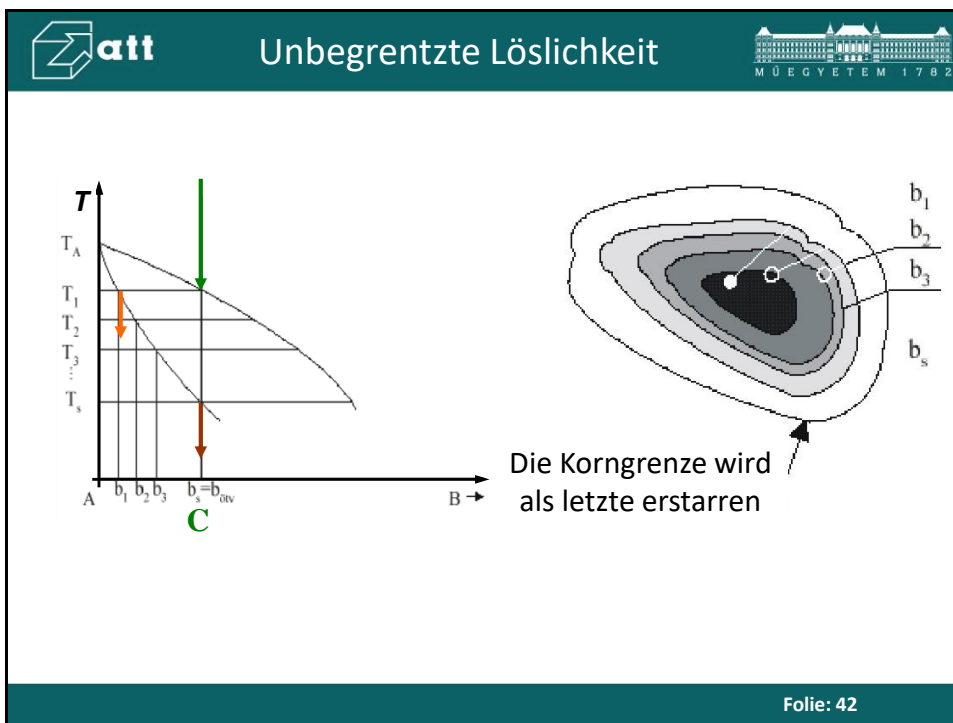 att
Unbegrentzte Löslichkeit
MŰEGYETEM 1782
T
T_A
T_1
T_2
T_3
⋮
T_s
A b_1 b_2 b_3 b_s=b_ötv B
C
b_1
b_2
b_3
b_s
Die Korngrenze wird
als letzte erstarren
Folie: 42